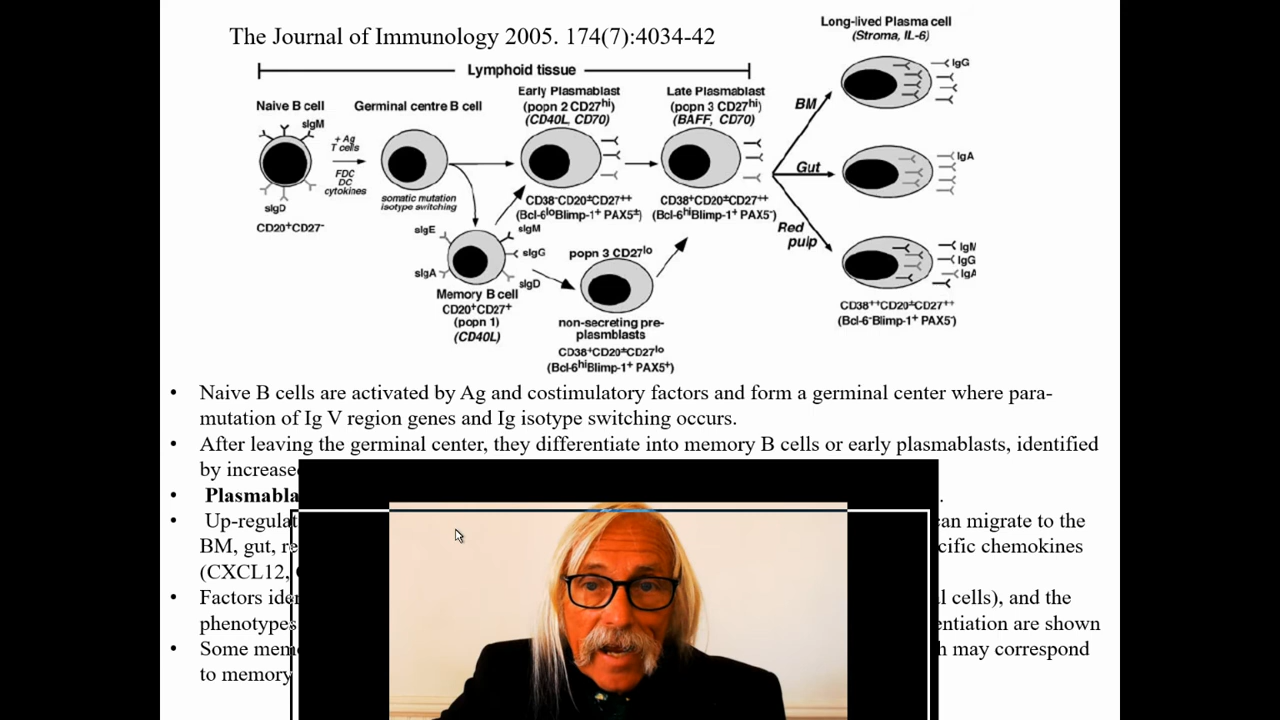 The Journal of Immunology 2005. 174(7):4034-42
Long-lived Plasma cell
(Stroma, IL-6)
Lymphoid tissue
IgG
Naive B cell
Germinal centre B cell
Early Plasmablast
(popn 2 CD27hi)
(CD40L, CD70)
Late Plasmablast
(popn 3 CD27hi)
(BAFF, CD70)
BM
sIgM
+ Ag
T cells
FDC
DC
cytokines
Gut
IgA
somatic mutation
isotype switching
sIgD
CD20+CD27-
CD38-CD20±CD27++
(Bcl-6loBlimp-1+ PAX5±)
CD38+CD20±CD27++
(Bcl-6hiBlimp-1+ PAX5-)
Red
pulp
sIgE
sIgM
sIgG
sIgA
sIgD
popn 3 CD27lo
IgM
IgG
IgA
Memory B cell
CD20+CD27+
(popn 1)
(CD40L)
non-secreting pre-
plasmblasts
CD38+CD20±CD27lo
(Bcl-6hiBlimp-1+ PAX5+)
CD38++CD20±CD27++
(Bcl-6-Blimp-1+ PAX5-)
• Naive B cells are activated by Ag and costimulatory factors and form a germinal center where para-
mutation of Ig V region genes and Ig isotype switching occurs.
• After leaving the germinal center, they differentiate into memory B cells or early plasmablasts, identified
by increased
• Plasmabla
• Up-regulat can migrate to the
BM, gut, re cific chemokines
(CXCL12,
• Factors iden l cells), and the
phenotypes entiation are shown
• Some memo h may correspond
to memory